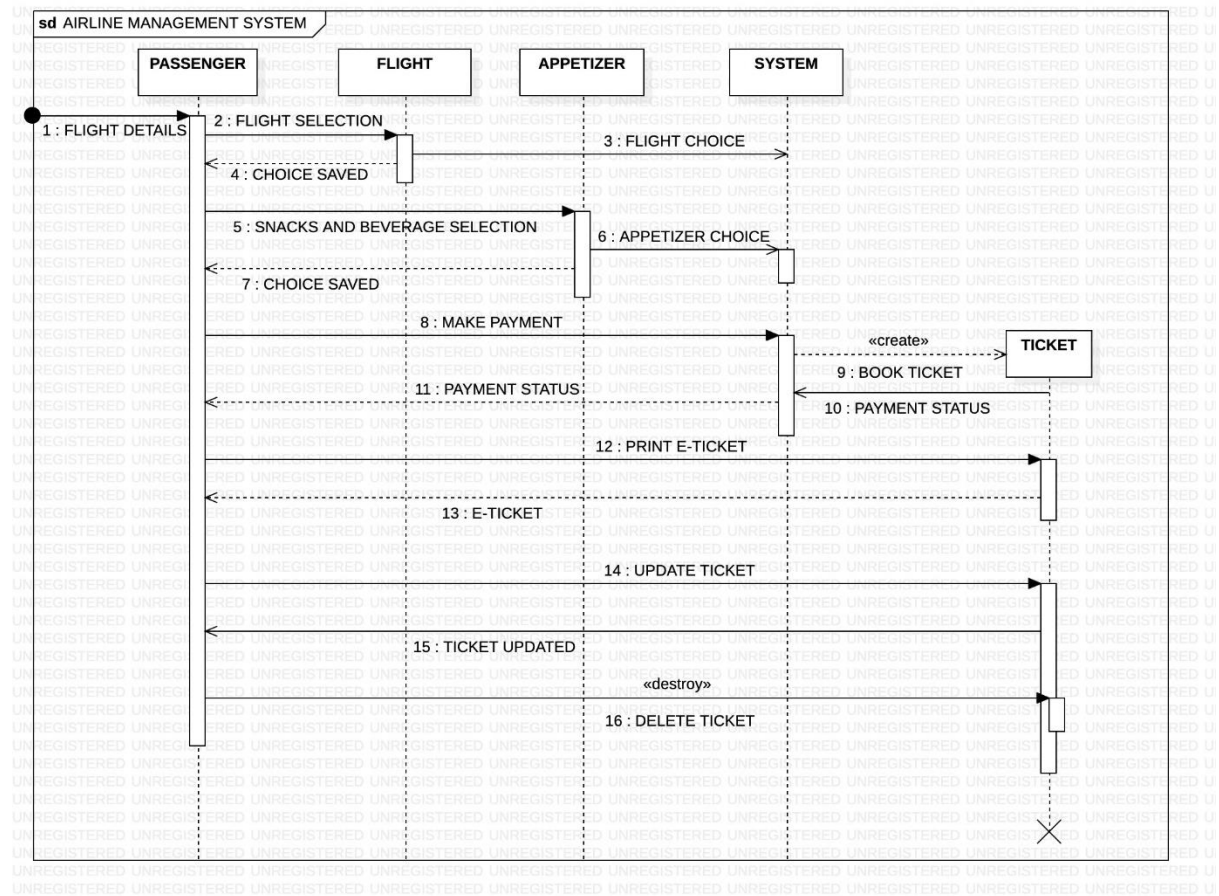 sd AIRLINE MANAGEMENT SYSTEM
PASSENGER
FLIGHT
APPETIZER
SYSTEM
1 : FLIGHT DETAILS
2 : FLIGHT SELECTION
3 : FLIGHT CHOICE
4 : CHOICE SAVED
5 : SNACKS AND BEVERAGE SELECTION
6 : APPETIZER CHOICE
7 : CHOICE SAVED
8 : MAKE PAYMENT
«create»
TICKET
9 : BOOK TICKET
11 : PAYMENT STATUS
10 : PAYMENT STATUS
12 : PRINT E-TICKET
13 : E-TICKET
14 : UPDATE TICKET
15 : TICKET UPDATED
«destroy»
16 : DELETE TICKET
UNREGISTERED